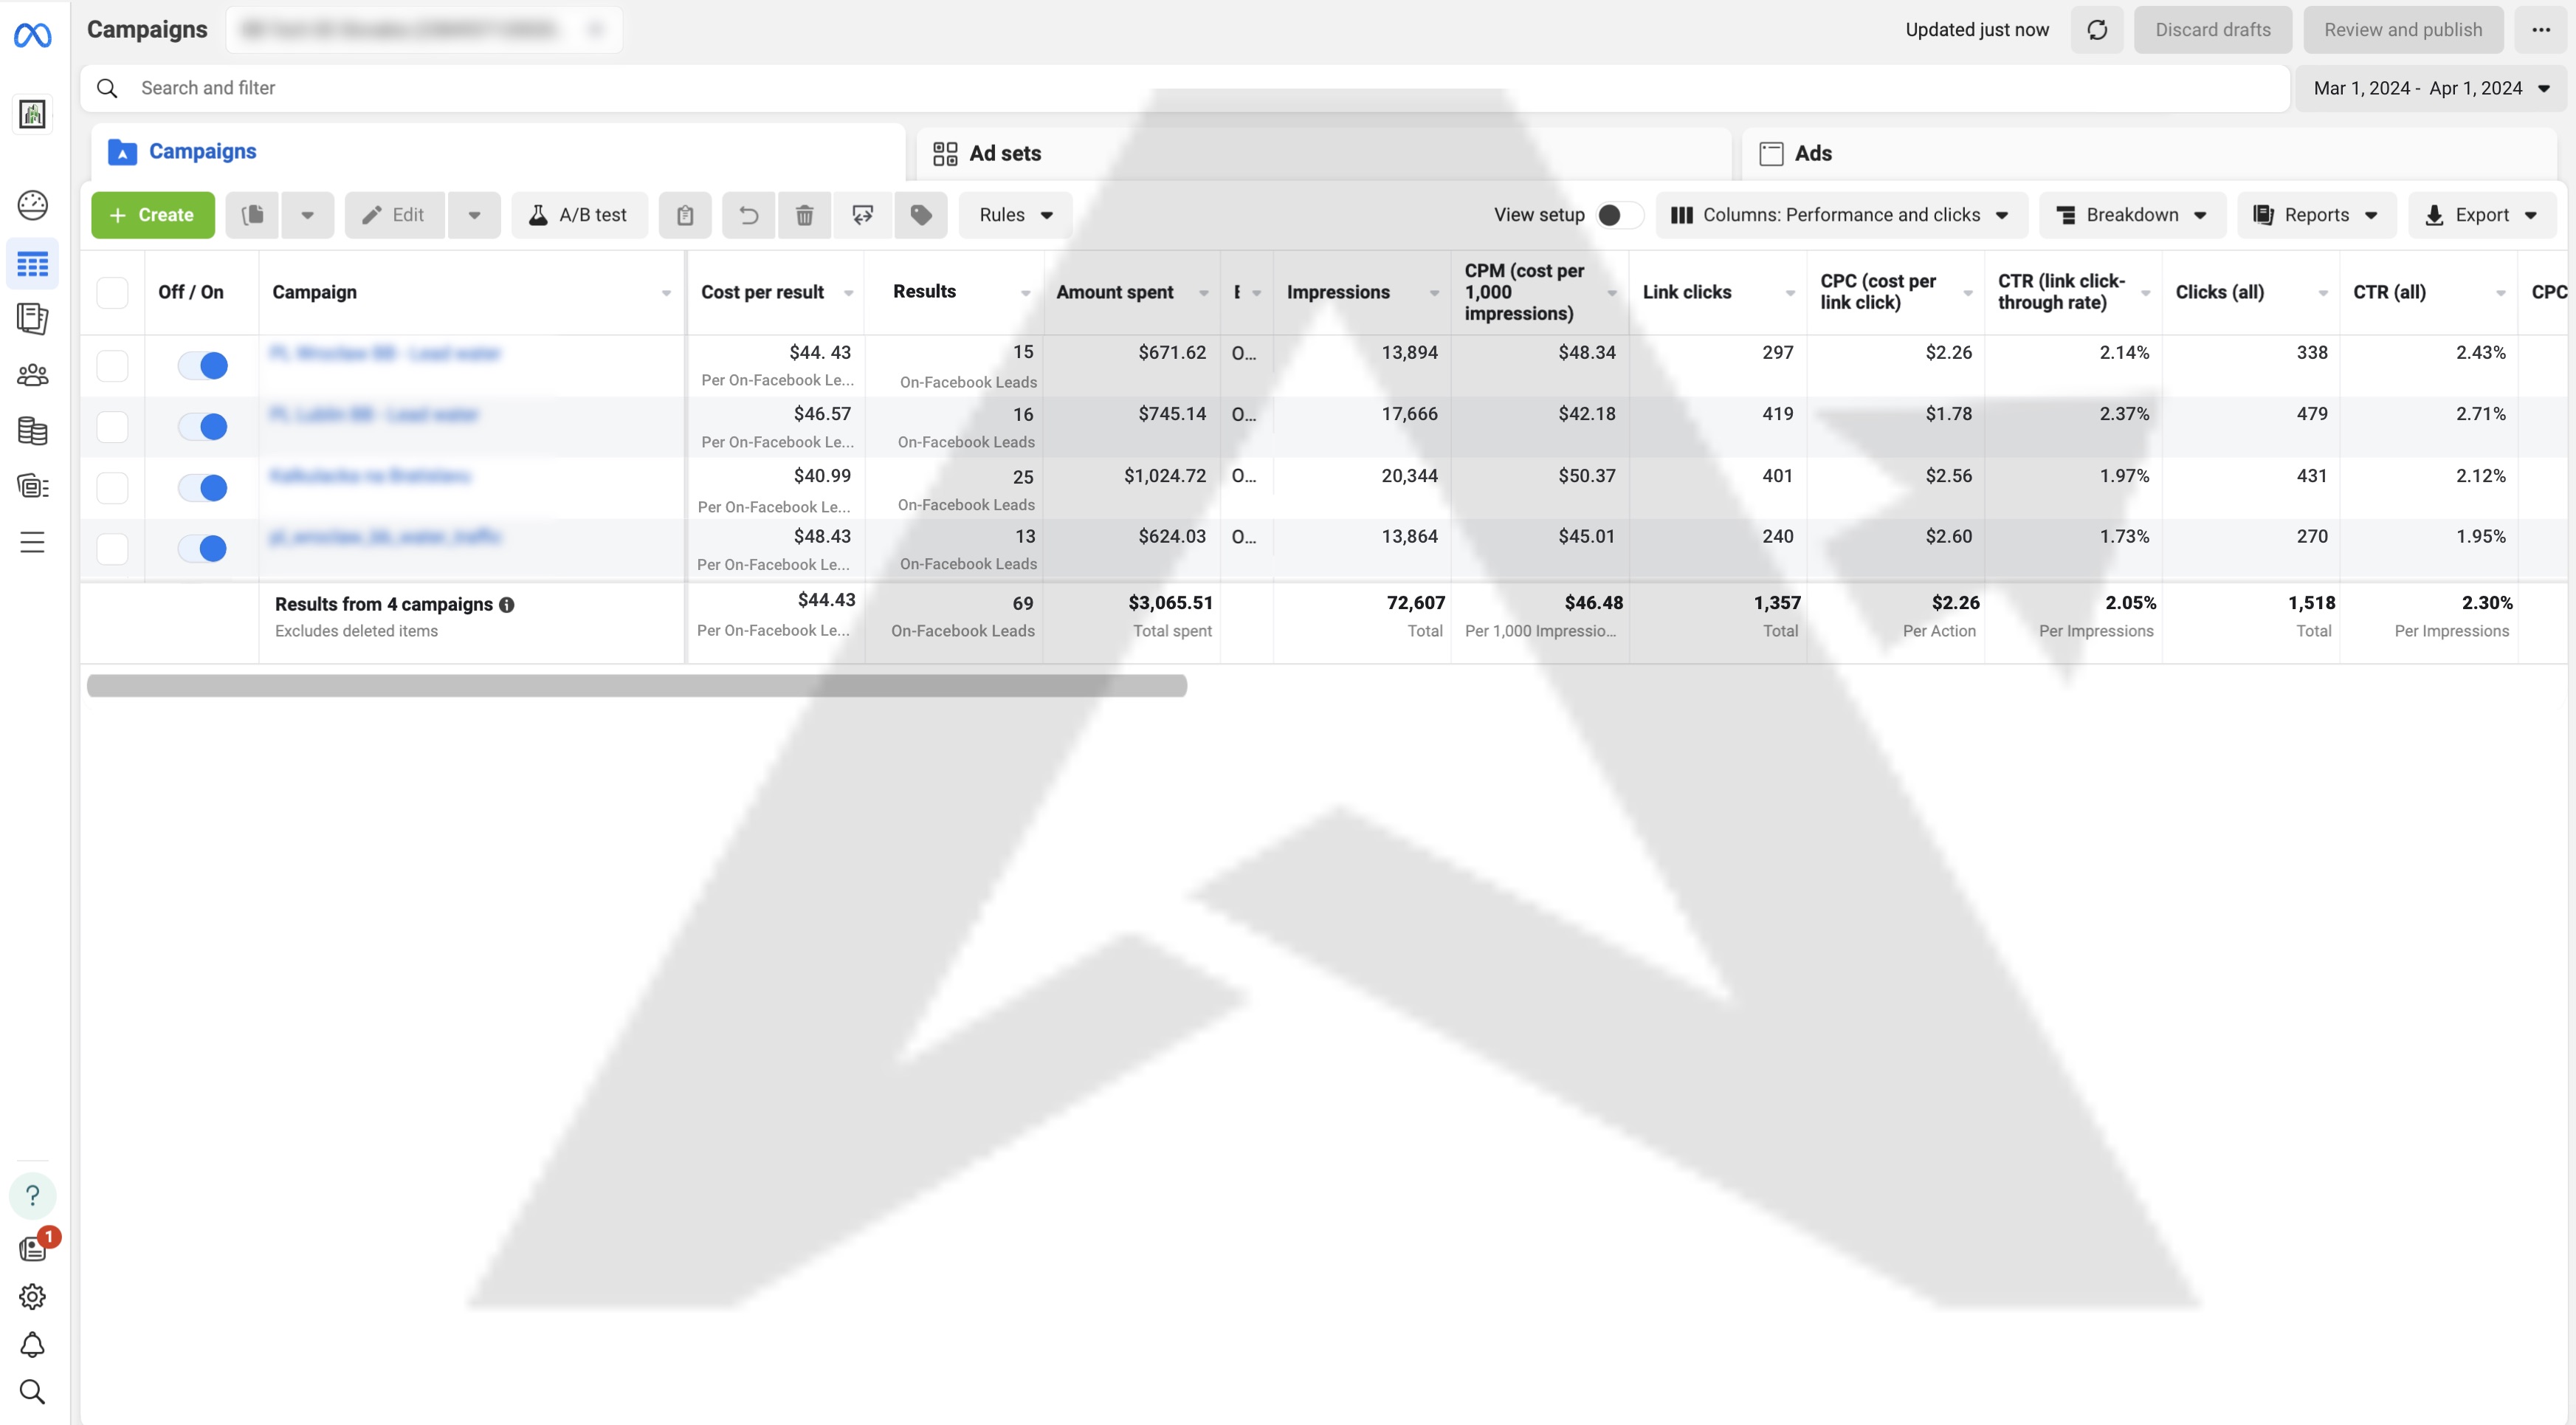 Campaigns
Updated just now
Discard drafts
Review and publish
Search and filter
Mar 1, 2024 - Apr 1, 2024
Campaigns
Ad sets
Ads
+ Create
Edit
A/B test
Rules
View setup
Columns: Performance and clicks
Breakdown
Reports
Export
Off / On
Campaign
Cost per result
Results
Amount spent
Impressions
CPM (cost per 1,000 impressions)
Link clicks
CPC (cost per link click)
CTR (link click-through rate)
Clicks (all)
CTR (all)
CPC
$44. 43 15 $671.62 O... 13,894 $48.34 297 $2.26 2.14% 338 2.43%
Per On-Facebook Le... On-Facebook Leads
$46.57 16 $745.14 O... 17,666 $42.18 419 $1.78 2.37% 479 2.71%
Per On-Facebook Le... On-Facebook Leads
$40.99 25 $1,024.72 O... 20,344 $50.37 401 $2.56 1.97% 431 2.12%
Per On-Facebook Le... On-Facebook Leads
$48.43 13 $624.03 O... 13,864 $45.01 240 $2.60 1.73% 270 1.95%
Per On-Facebook Le... On-Facebook Leads
Results from 4 campaigns $44.43 69 $3,065.51 72,607 $46.48 1,357 $2.26 2.05% 1,518 2.30%
Excludes deleted items Per On-Facebook Le... On-Facebook Leads Total spent Total Per 1,000 Impressio... Total Per Action Per Impressions Total Per Impressions
?
1